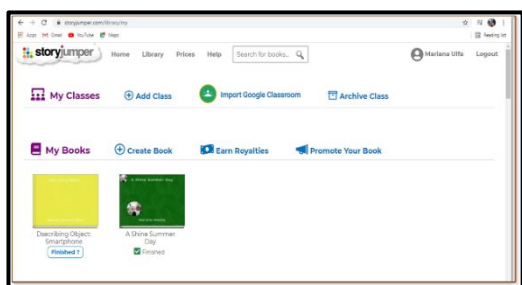 storyjumper.com/library/my
Apps M Gmail YouTube Maps Reading list
storyjumper Home Library Prices Help Search for books... Mariana Ulfa Logout
My Classes Add Class Import Google Classroom Archive Class
My Books Create Book Earn Royalties Promote Your Book
A Shine Summer Day
Describing Object: A Shine Summer
Smartphone Day
Finished ? Finished